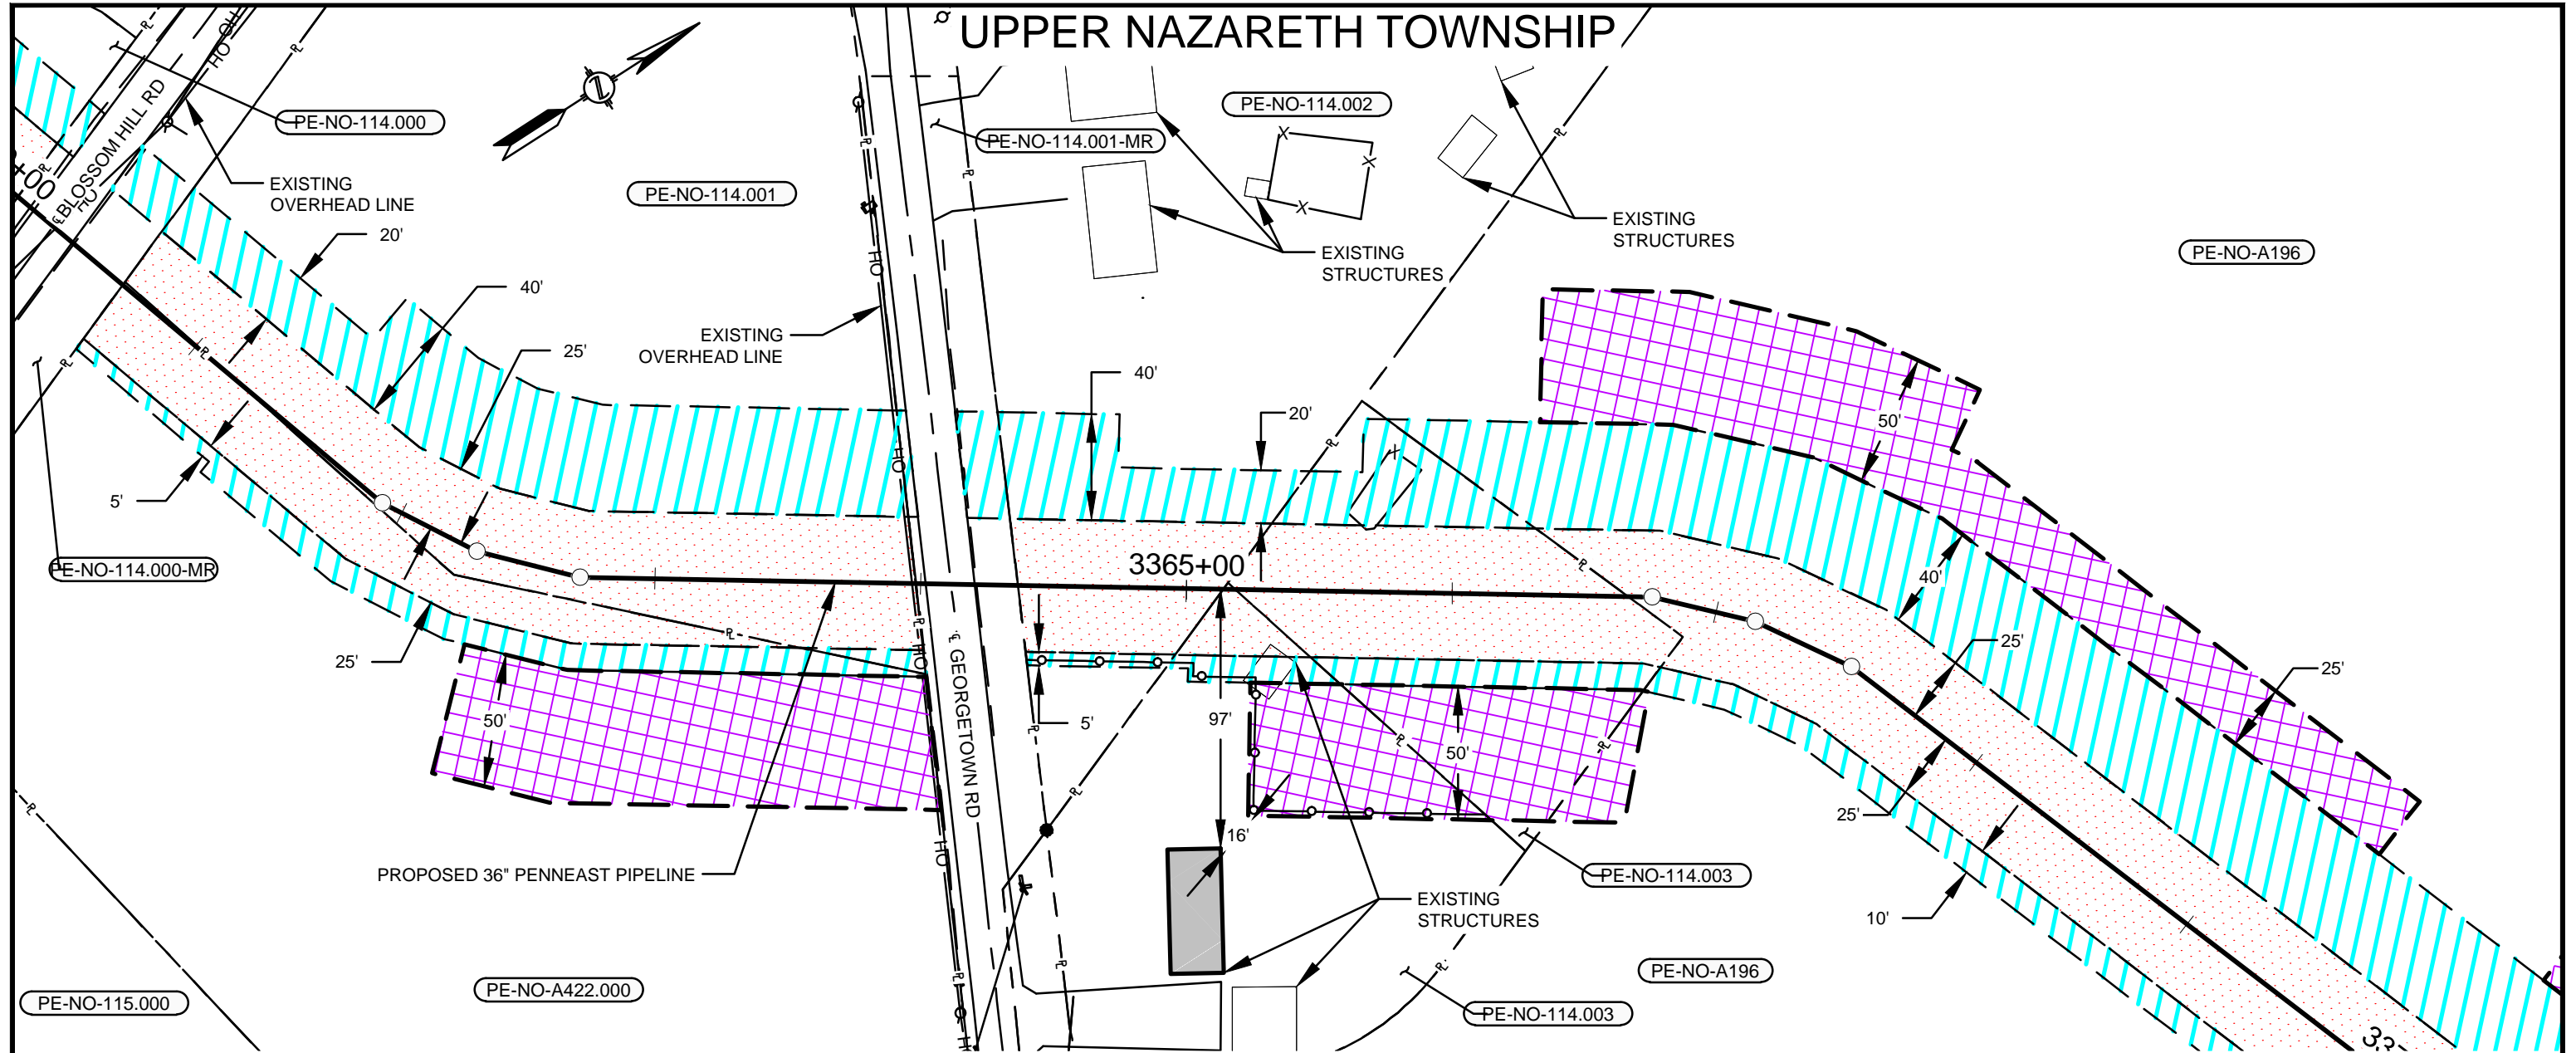 UPPER NAZARETH TOWNSHIP
PE-NO-114.000
BLOSSOM HILL RD
EXISTING
OVERHEAD LINE
PE-NO-114.001
PE-NO-114.001-MR
PE-NO-114.002
EXISTING
STRUCTURES
EXISTING
STRUCTURES
PE-NO-A196
20'
40'
25'
EXISTING
OVERHEAD LINE
40'
20'
50'
5'
PE-NO-114.000-MR
3365+00
40'
25'
25'
25'
GEORGETOWN RD
50'
5'
97'
50'
25'
16'
PROPOSED 36" PENNEAST PIPELINE
PE-NO-114.003
EXISTING
STRUCTURES
10'
PE-NO-A196
PE-NO-115.000
PE-NO-A422.000
PE-NO-114.003